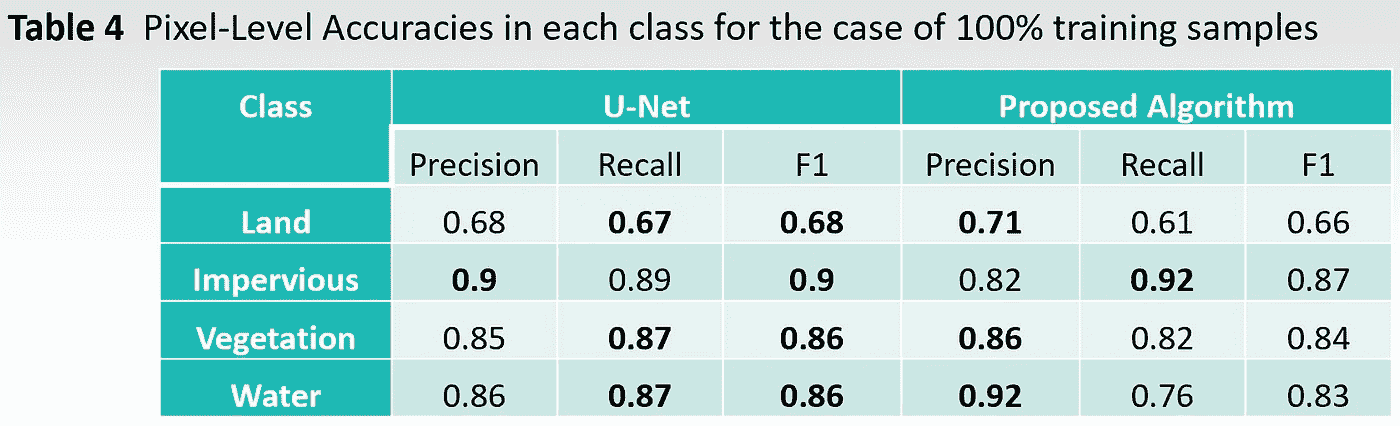 Table 4 Pixel-Level Accuracies in each class for the case of 100% training samples
Class U-Net Proposed Algorithm
Precision Recall F1 Precision Recall F1
Land 0.68 0.67 0.68 0.71 0.61 0.66
Impervious 0.9 0.89 0.9 0.82 0.92 0.87
Vegetation 0.85 0.87 0.86 0.86 0.82 0.84
Water 0.86 0.87 0.86 0.92 0.76 0.83